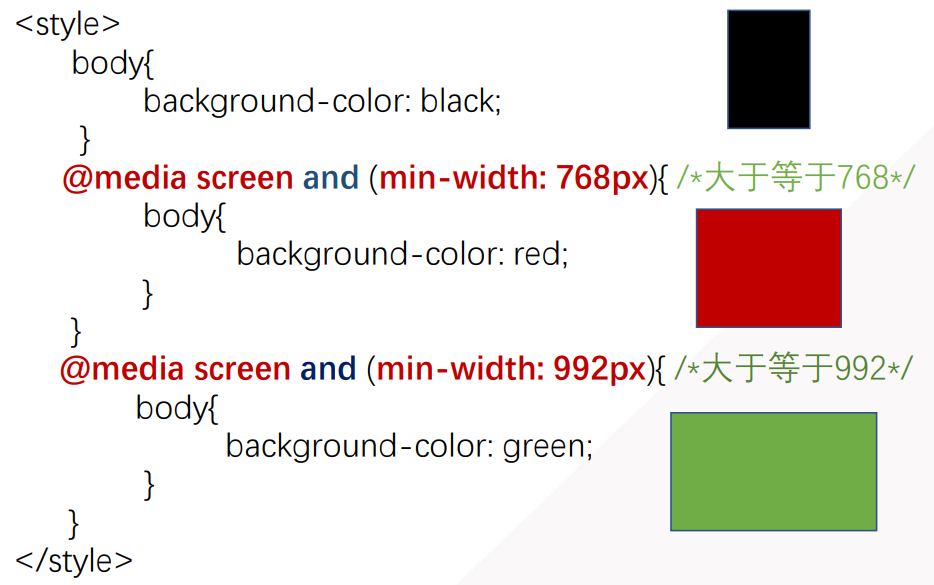 <style>
body{
background-color: black;
}
@media screen and (min-width: 768px){ /*大于等于768*/
body{
background-color: red;
}
}
@media screen and (min-width: 992px){ /*大于等于992*/
body{
background-color: green;
}
}
</style>